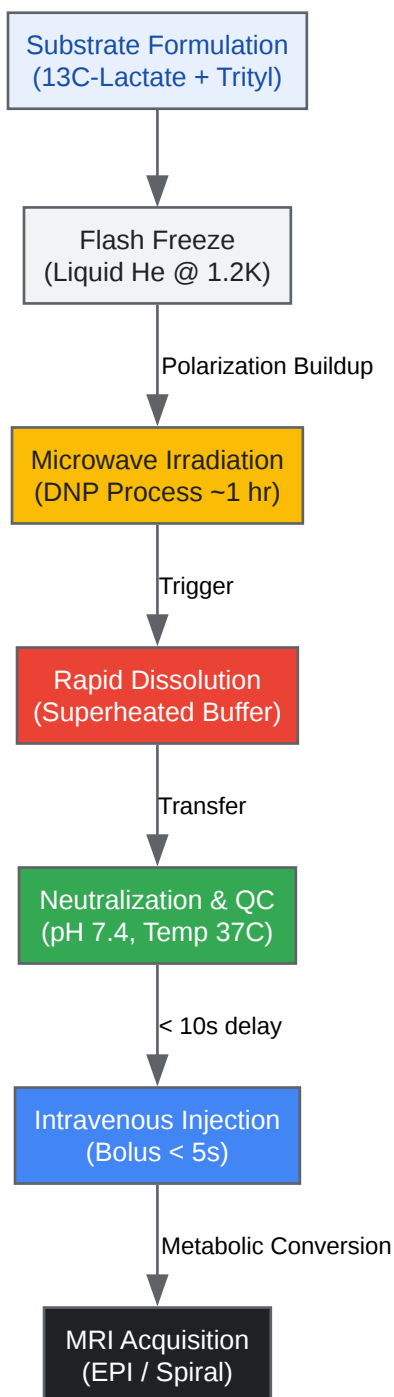 Substrate Formulation
(13C-Lactate + Trityl)
Flash Freeze
(Liquid He @ 1.2K)
Polarization Buildup
Microwave Irradiation
(DNP Process ~1 hr)
Trigger
Rapid Dissolution
(Superheated Buffer)
Transfer
Neutralization & QC
(pH 7.4, Temp 37C)
< 10s delay
Intravenous Injection
(Bolus < 5s)
Metabolic Conversion
MRI Acquisition
(EPI / Spiral)